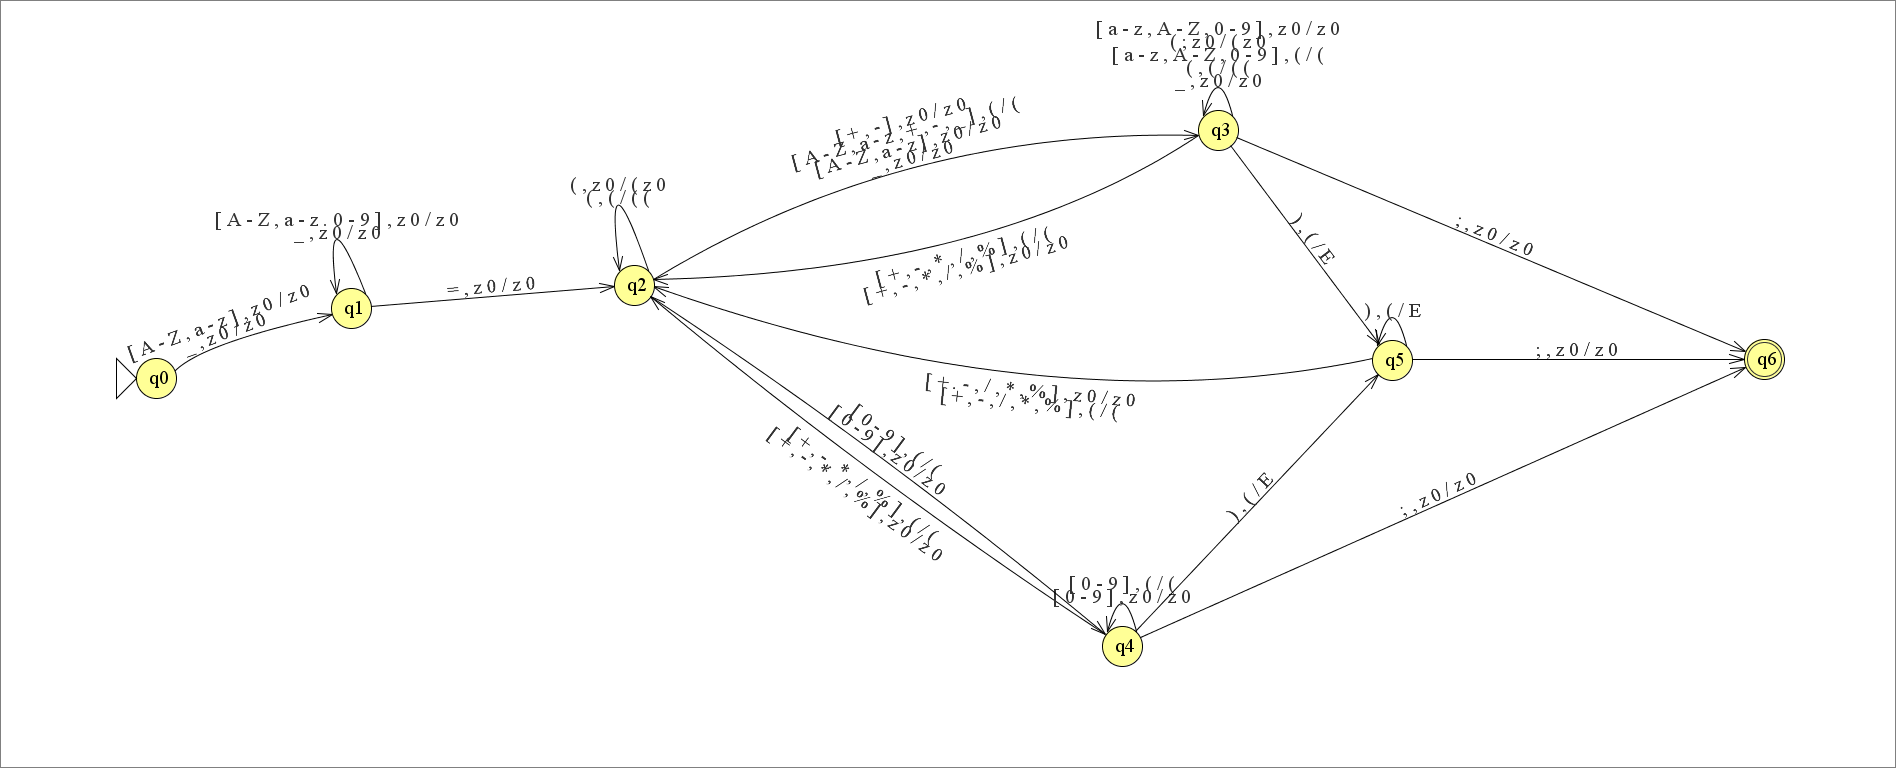 [a-z,A-Z,0-9],z0/z0
(;z0/(z0
[a-z,A-Z,0-9],(/(
(,(/((
_,z0/z0
q3
[+,-],z0/z0
[A-Z,a-z,+,-,_],(/(
[A-Z,a-z],z0/z0
_,z0/z0
(,z0/(z0
(,(/((
q2
[A-Z,a-z.0-9],z0/z0
_,z0/z0
q1
=,z0/z0
[A-Z,a-z],z0/z0
_,z0/z0
q0
[+,-,*,/,%],(/(
[+,-,*,/,%],z0/z0
),(/E
;,z0/z0
),(/E
q5
;,z0/z0
q6
[+.-,/,*,%],z0/z0
[+,-,/,*,%],(/(
[0-9],(/(
[0-9],z0/z0
[+,-,*,/,%],(/(
[+,-,*,/,%],z0/z0
),(/E
;,z0/z0
[0-9],(/(
[0-9],z0/z0
q4